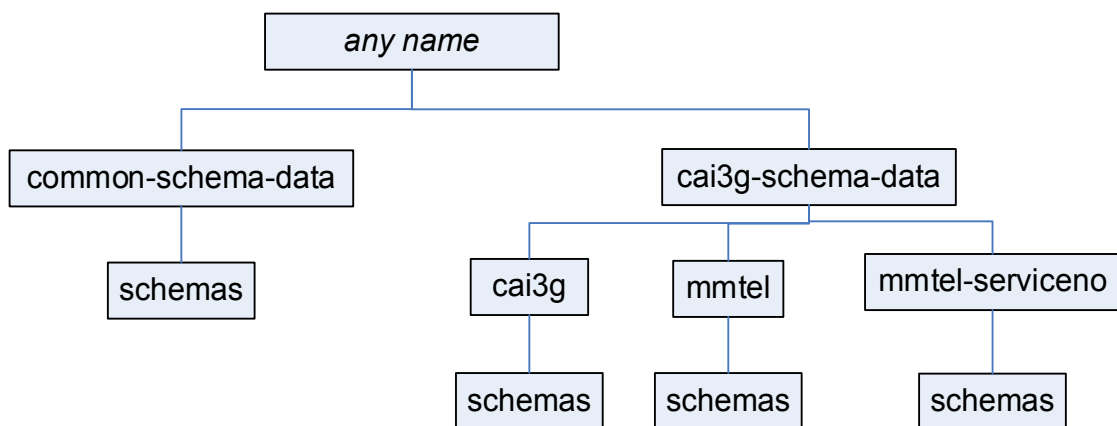 any name
common-schema-data
cai3g-schema-data
schemas
cai3g
mmtel
mmtel-serviceno
schemas
schemas
schemas